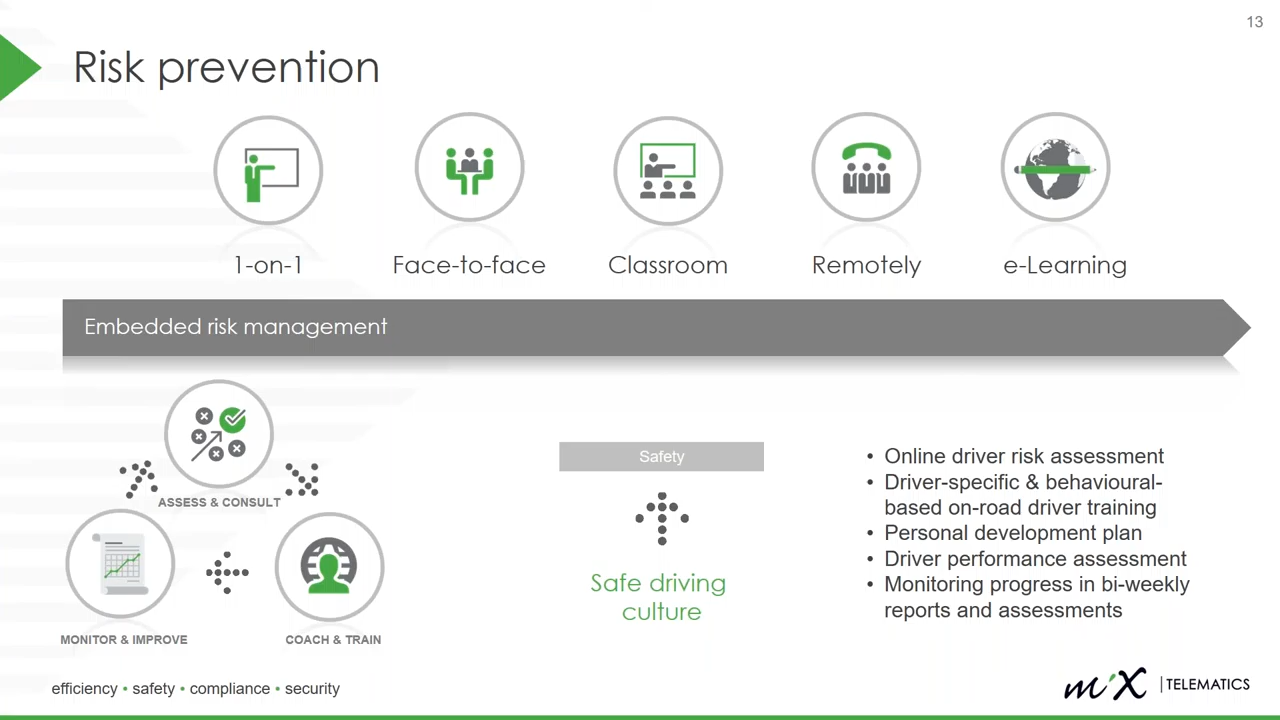 13
Risk prevention
1-on-1
Face-to-face
Classroom
Remotely
e-Learning
Embedded risk management
ASSESS & CONSULT
MONITOR & IMPROVE
COACH & TRAIN
Safety
Safe driving
culture
• Online driver risk assessment
• Driver-specific & behavioural-
based on-road driver training
• Personal development plan
• Driver performance assessment
• Monitoring progress in bi-weekly
reports and assessments
efficiency • safety • compliance • security
mix | TELEMATICS